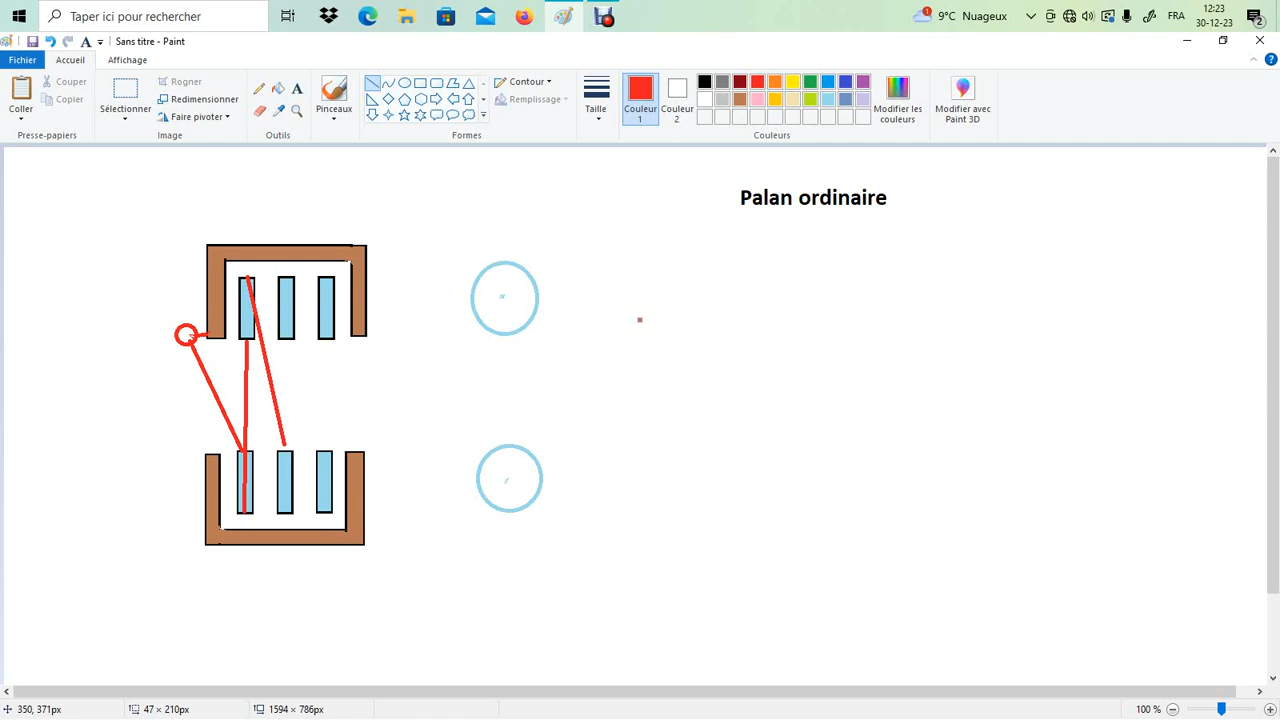 Taper ici pour rechercher
1
9°C Nuageux
FRA
12:23
30-12-23
2
Sans titre - Paint
Fichier
Accueil
Affichage
Coller
Couper
Copier
Presse-papiers
Sélectionner
Rogner
Redimensionner
Faire pivoter
Image
A
Outils
Pinceaux
Contour
Remplissage
Formes
Taille
Couleur
1
Couleur
2
Modifier les
couleurs
Couleurs
Modifier avec
Paint 3D
Palan ordinaire
350, 371px
47 × 210px
1594 × 786px
100 %